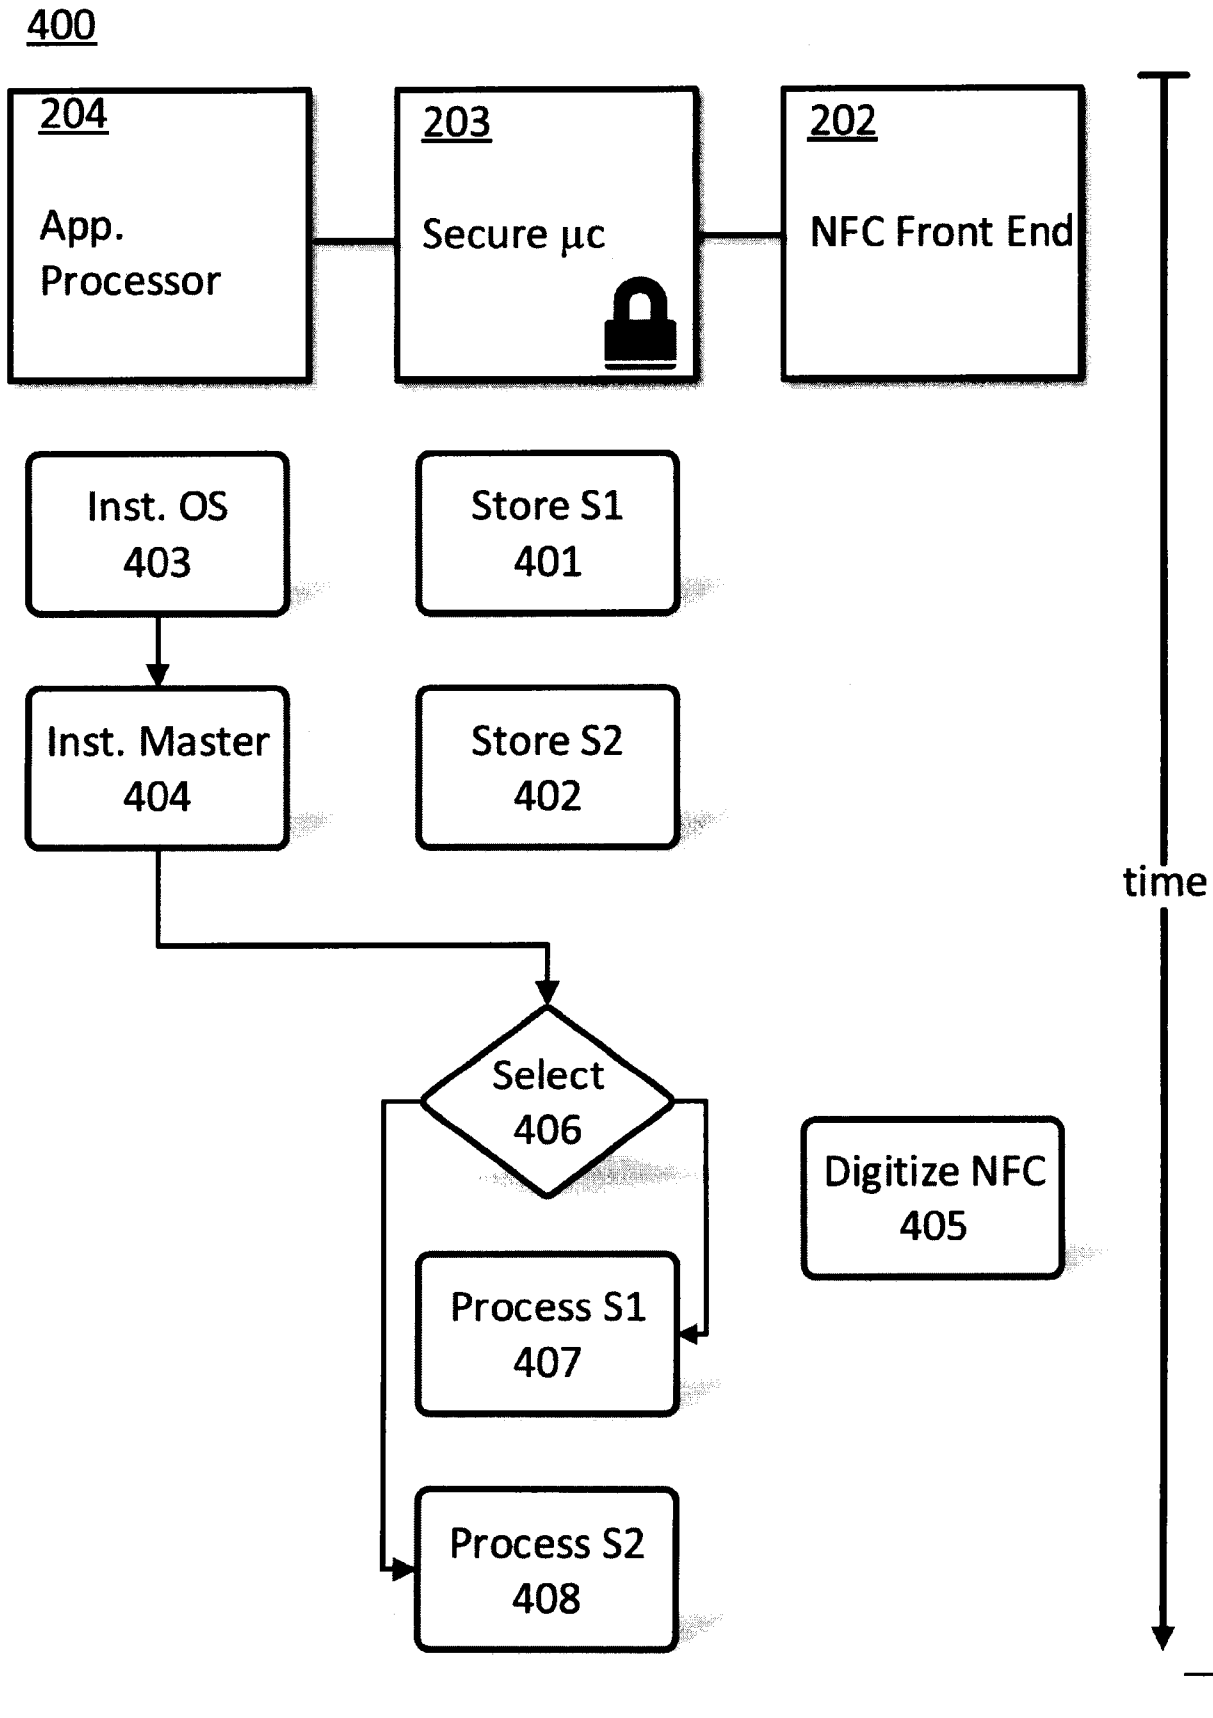 400
204
App.
Processor
203
Secure μc
202
NFC Front End
Inst. OS
403
Store S1
401
Inst. Master
404
Store S2
402
time
Select
406
Digitize NFC
405
Process S1
407
Process S2
408